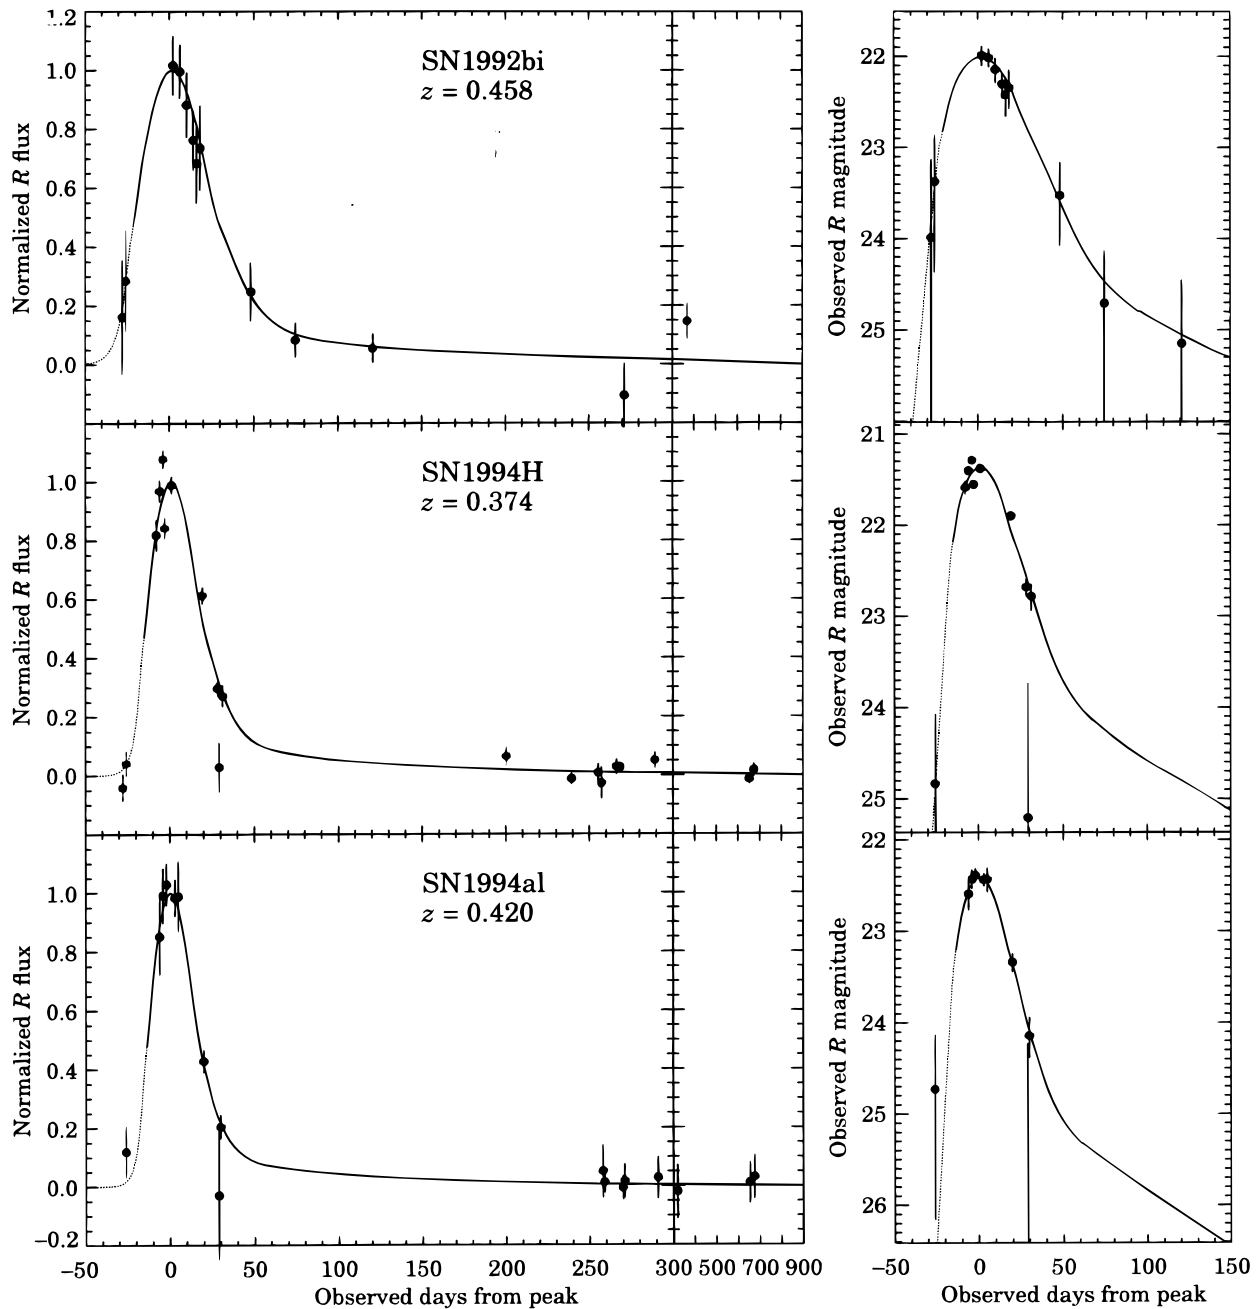 1.2
1.0
0.8
0.6
0.4
0.2
0.0
Normalized R flux
SN1992bi
z = 0.458
22
23
24
25
Observed R magnitude
1.0
0.8
0.6
0.4
0.2
0.0
Normalized R flux
SN1994H
z = 0.374
21
22
23
24
25
Observed R magnitude
1.0
0.8
0.6
0.4
0.2
0.0
−0.2
Normalized R flux
SN1994al
z = 0.420
−50 0 50 100 150 200 250 300 500 700 900
Observed days from peak
22
23
24
25
26
Observed R magnitude
−50 0 50 100 150
Observed days from peak